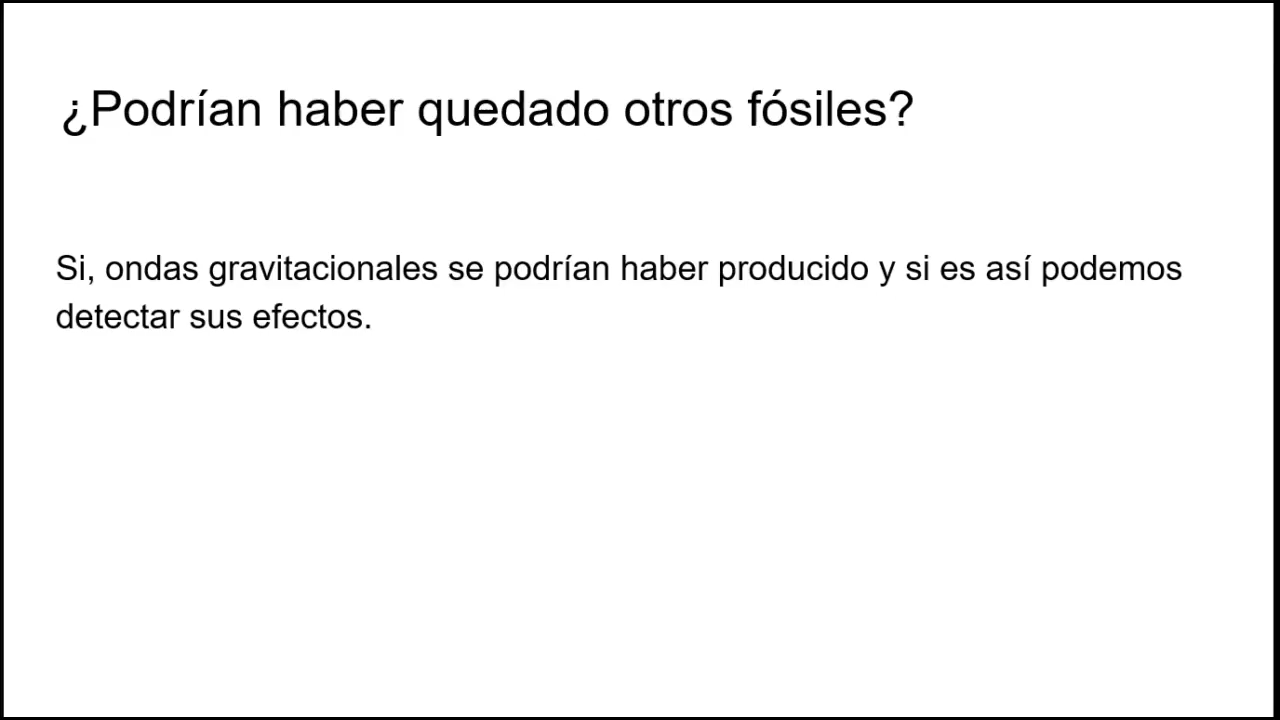 ¿Podrían haber quedado otros fósiles?
Si, ondas gravitacionales se podrían haber producido y si es así podemos
detectar sus efectos.